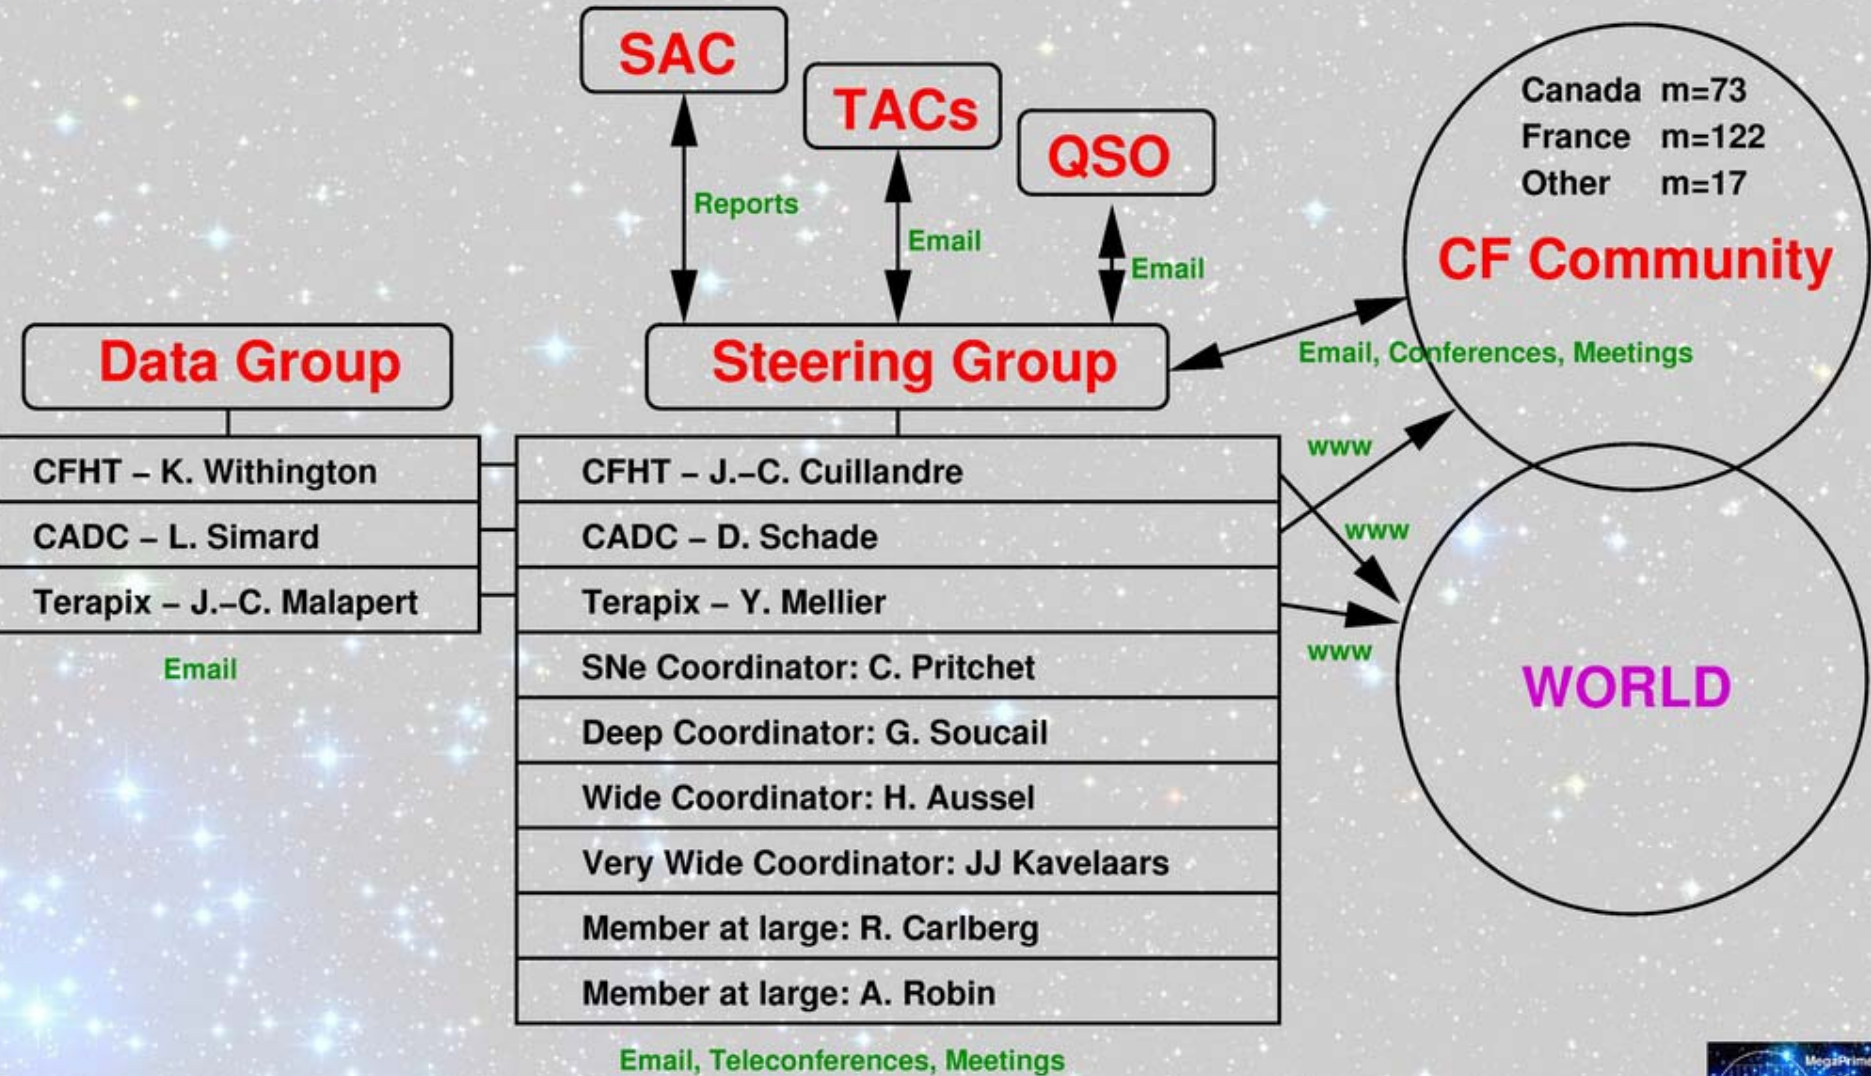 SAC
TACs
QSO
Reports
Email
Email
Canada m=73
France m=122
Other m=17
CF Community
Data Group
Steering Group
Email, Conferences, Meetings
CFHT – K. Withington
CADC – L. Simard
Terapix – J.–C. Malapert
Email
CFHT – J.–C. Cuillandre
CADC – D. Schade
Terapix – Y. Mellier
SNe Coordinator: C. Pritchet
Deep Coordinator: G. Soucail
Wide Coordinator: H. Aussel
Very Wide Coordinator: JJ Kavelaars
Member at large: R. Carlberg
Member at large: A. Robin
Email, Teleconferences, Meetings
www
www
www
WORLD
MegaPrime